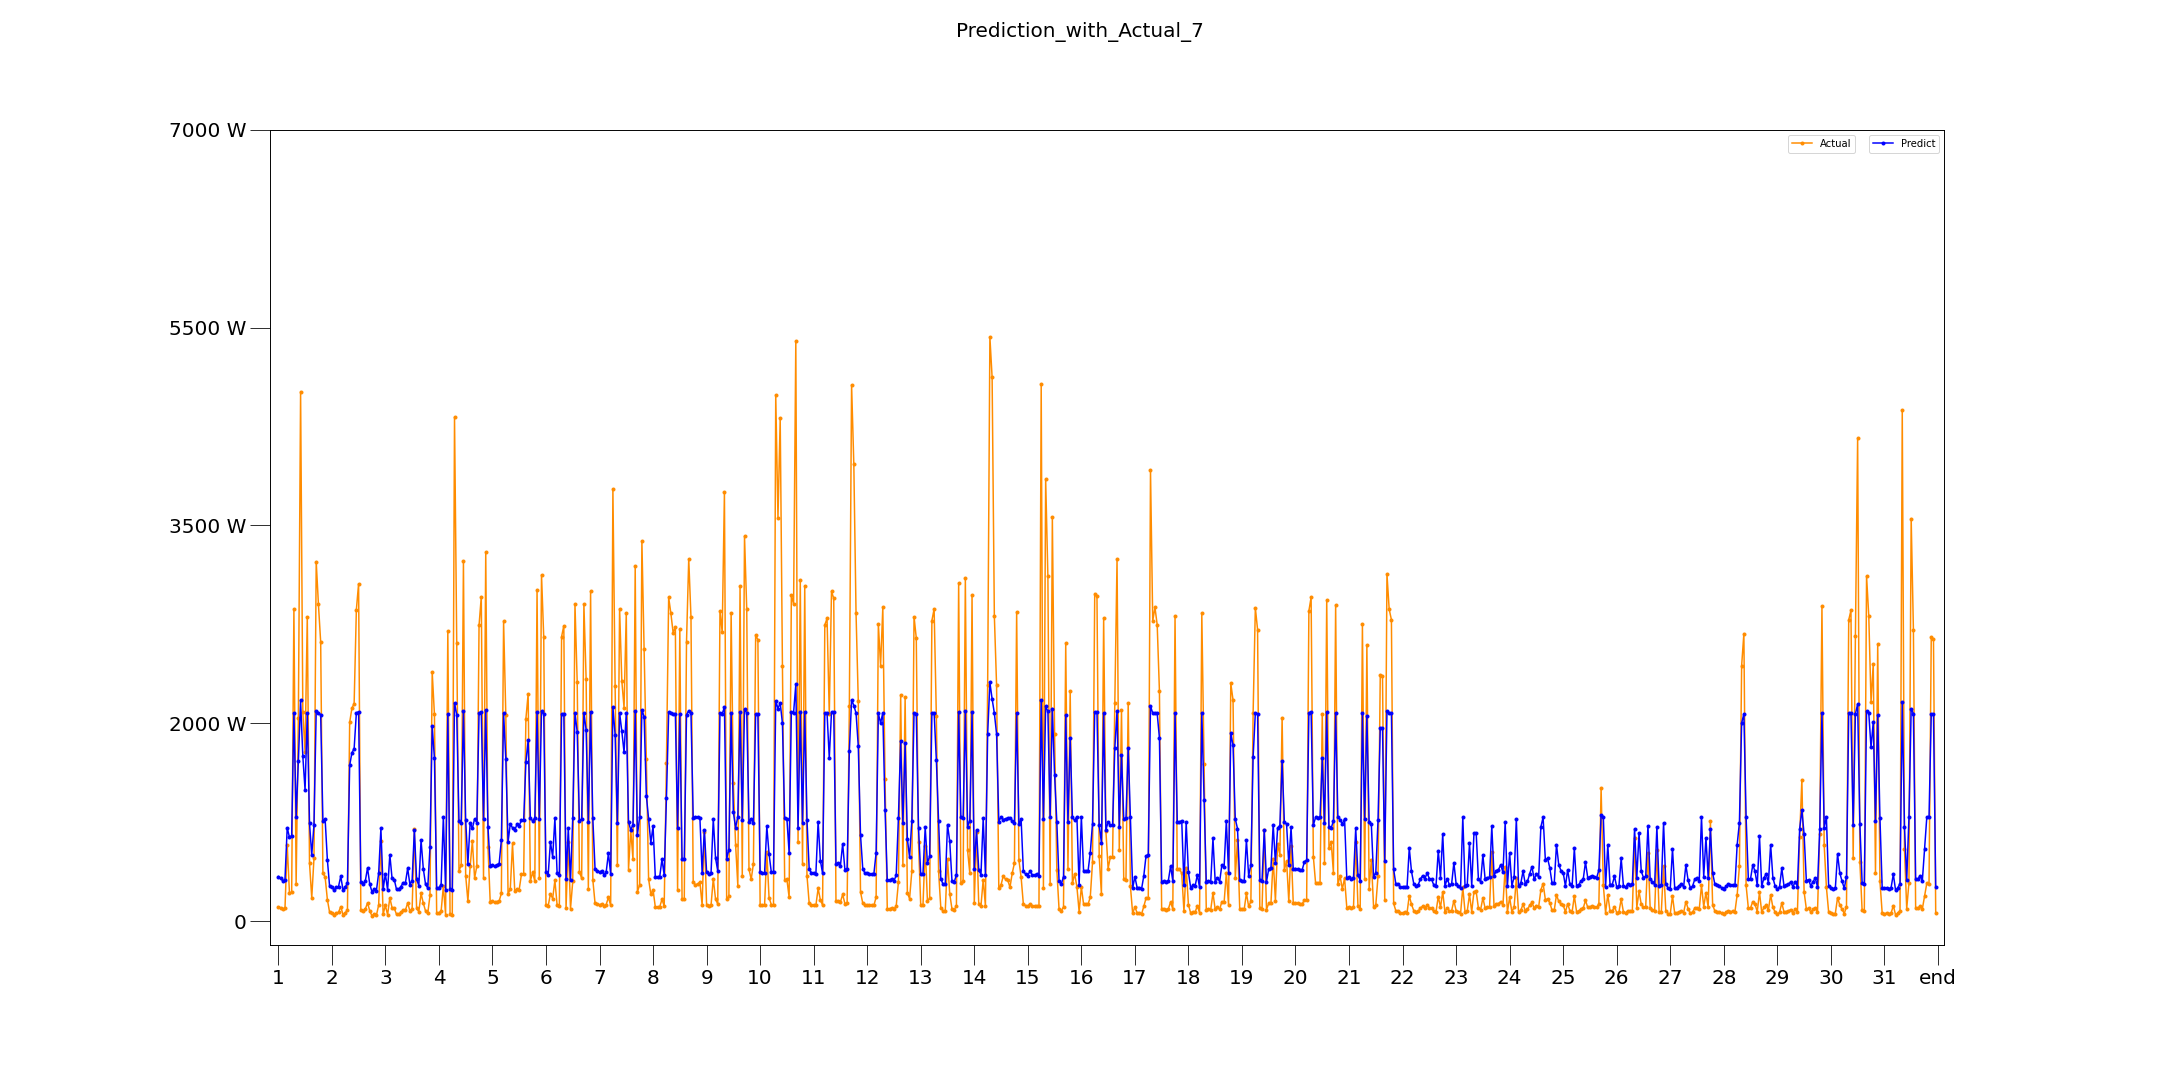 Prediction_with_Actual_7
7000 W
Actual Predict
5500 W
3500 W
2000 W
0
1 2 3 4 5 6 7 8 9 10 11 12 13 14 15 16 17 18 19 20 21 22 23 24 25 26 27 28 29 30 31 end